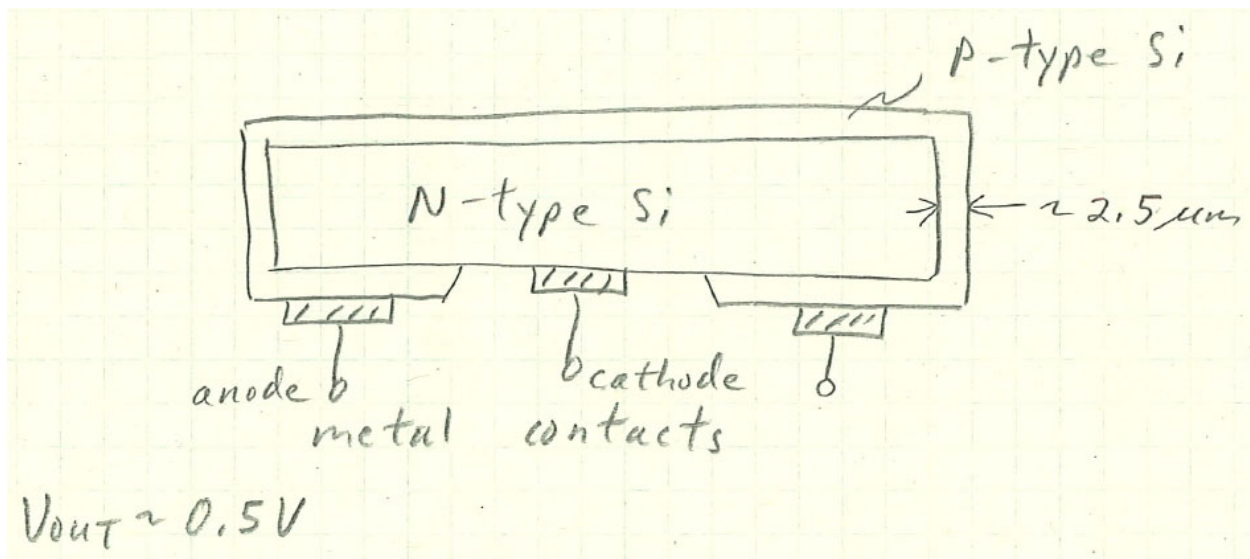 P-type Si
N-type Si
~2.5 μm
anode
cathode
metal contacts
VOUT ~ 0.5V